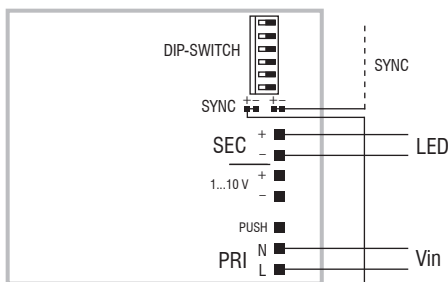 DIP-SWITCH
SYNC
+− +−
SYNC
SEC + LED
−
1...10 V +
−
PUSH
PRI N Vin
L